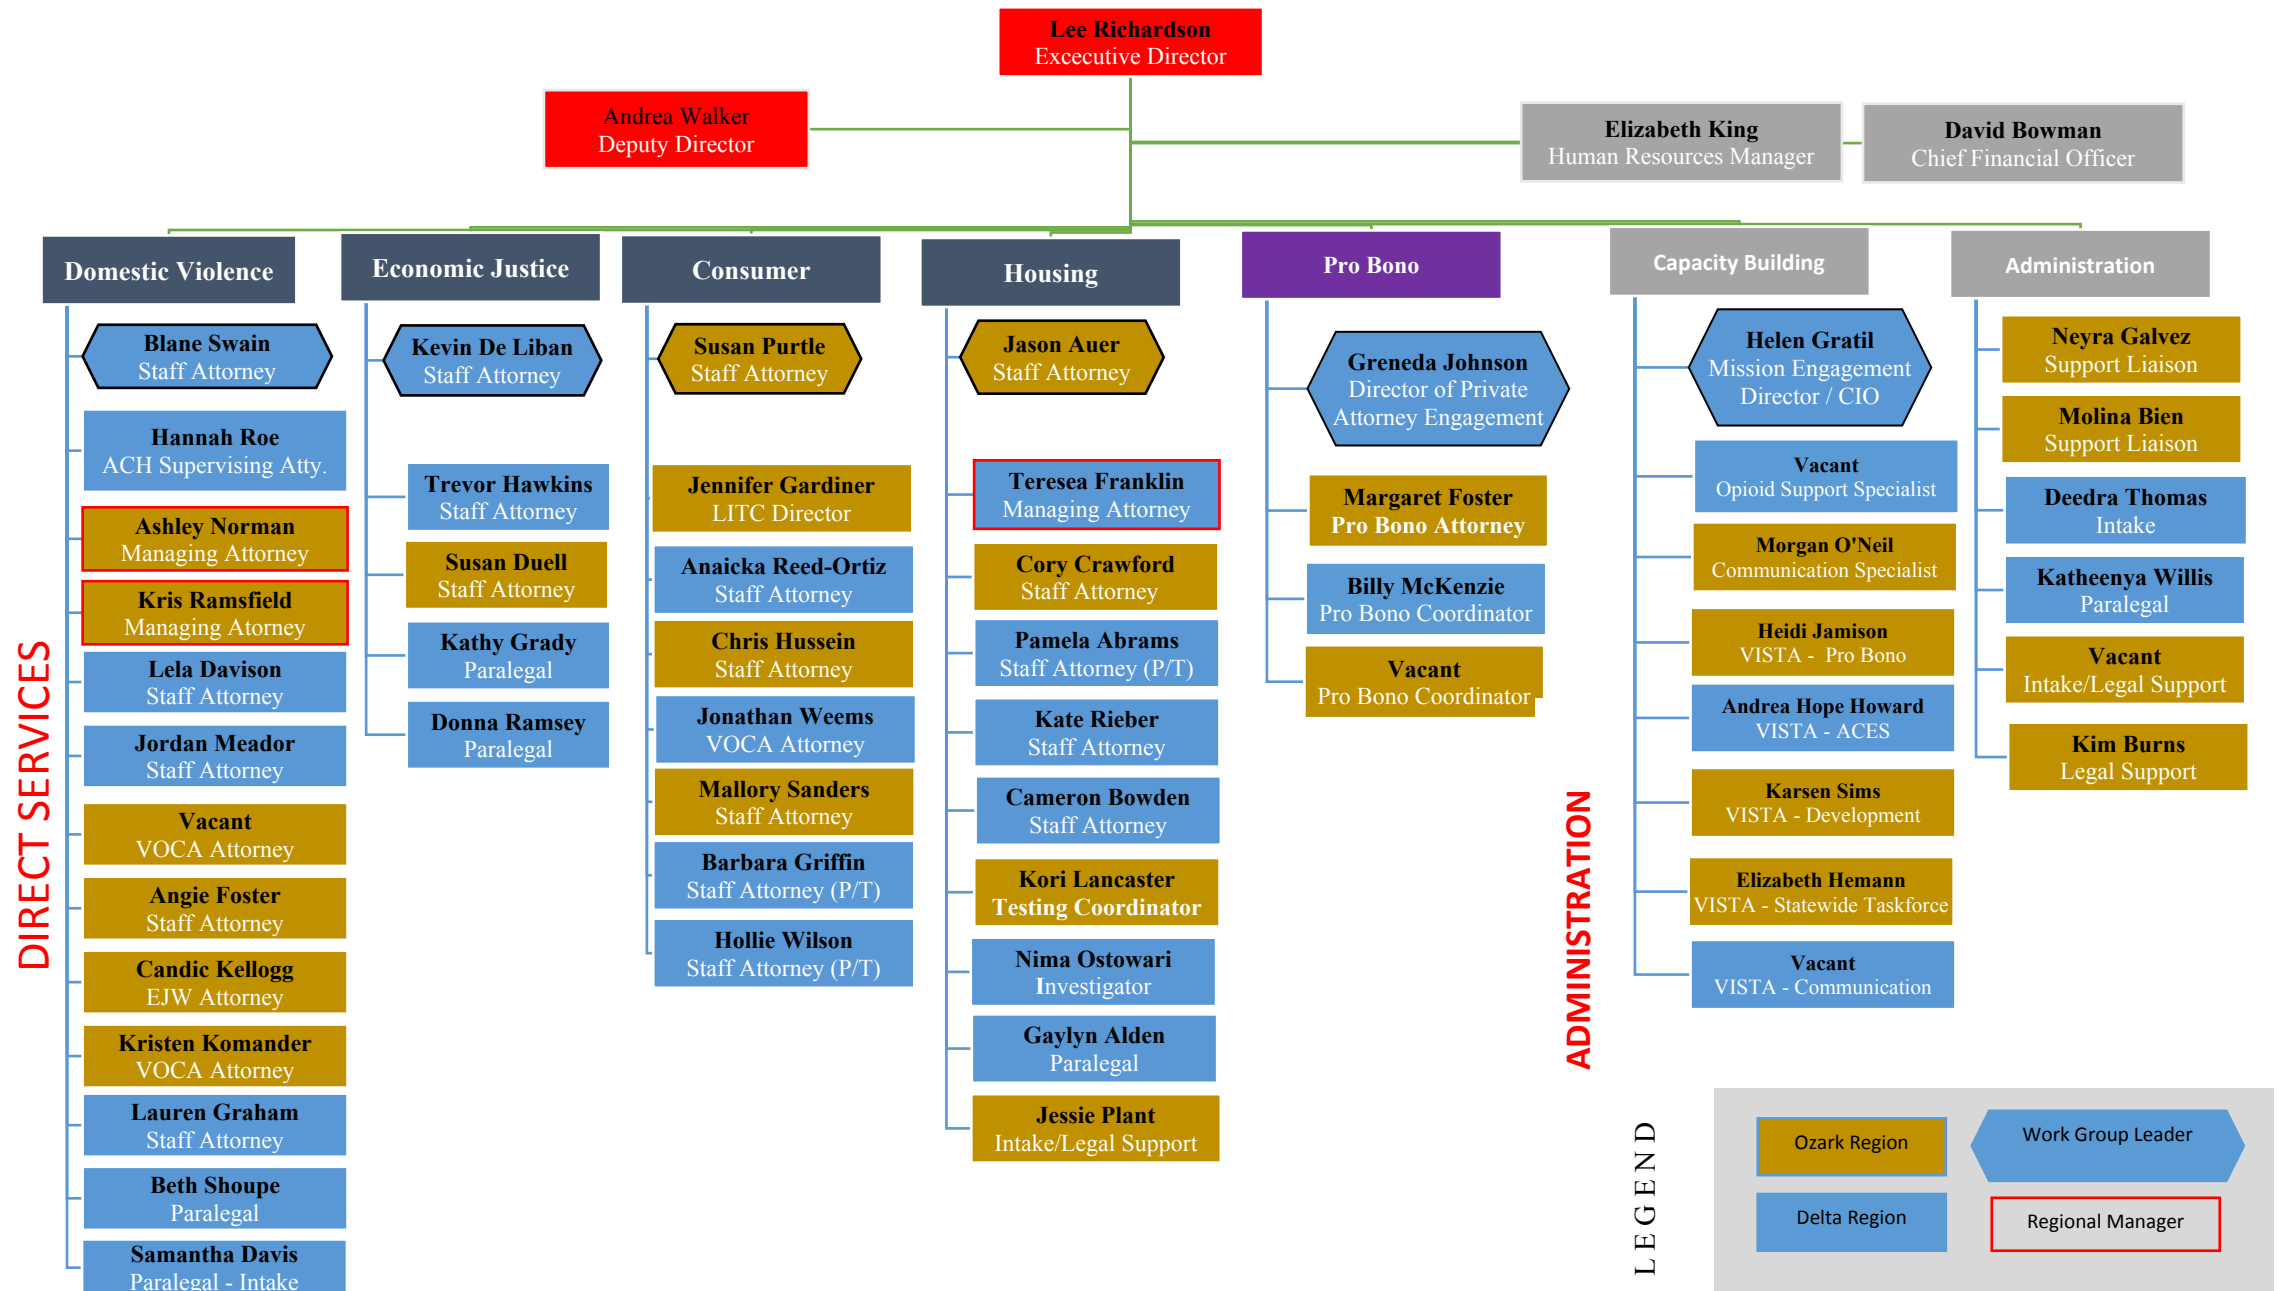 Lee Richardson
Excecutive Director
Andrea Walker
Deputy Director
Elizabeth King
Human Resources Manager
David Bowman
Chief Financial Officer
DIRECT SERVICES
Domestic Violence
Blane Swain
Staff Attorney
Hannah Roe
ACH Supervising Atty.
Ashley Norman
Managing Attorney
Kris Ramsfield
Managing Atorney
Lela Davison
Staff Attorney
Jordan Meador
Staff Attorney
Vacant
VOCA Attorney
Angie Foster
Staff Attorney
Candic Kellogg
EJW Attorney
Kristen Komander
VOCA Attorney
Lauren Graham
Staff Attorney
Beth Shoupe
Paralegal
Samantha Davis
Paralegal - Intake
Economic Justice
Kevin De Liban
Staff Attorney
Trevor Hawkins
Staff Attorney
Susan Duell
Staff Attorney
Kathy Grady
Paralegal
Donna Ramsey
Paralegal
Consumer
Susan Purtle
Staff Attorney
Jennifer Gardiner
LITC Director
Anaicka Reed-Ortiz
Staff Attorney
Chris Hussein
Staff Attorney
Jonathan Weems
VOCA Attorney
Mallory Sanders
Staff Attorney
Barbara Griffin
Staff Attorney (P/T)
Hollie Wilson
Staff Attorney (P/T)
Housing
Jason Auer
Staff Attorney
Teresea Franklin
Managing Attorney
Cory Crawford
Staff Attorney
Pamela Abrams
Staff Attorney (P/T)
Kate Rieber
Staff Attorney
Cameron Bowden
Staff Attorney
Kori Lancaster
Testing Coordinator
Nima Ostowari
Investigator
Gaylyn Alden
Paralegal
Jessie Plant
Intake/Legal Support
Pro Bono
Greneda Johnson
Director of Private
Attorney Engagement
Margaret Foster
Pro Bono Attorney
Billy McKenzie
Pro Bono Coordinator
Vacant
Pro Bono Coordinator
ADMINISTRATION
Capacity Building
Helen Gratil
Mission Engagement
Director / CIO
Vacant
Opioid Support Specialist
Morgan O'Neil
Communication Specialist
Heidi Jamison
VISTA - Pro Bono
Andrea Hope Howard
VISTA - ACES
Karsen Sims
VISTA - Development
Elizabeth Hemann
VISTA - Statewide Taskforce
Vacant
VISTA - Communication
Administration
Neyra Galvez
Support Liaison
Molina Bien
Support Liaison
Deedra Thomas
Intake
Katheenya Willis
Paralegal
Vacant
Intake/Legal Support
Kim Burns
Legal Support
LEGEND
Ozark Region
Work Group Leader
Delta Region
Regional Manager